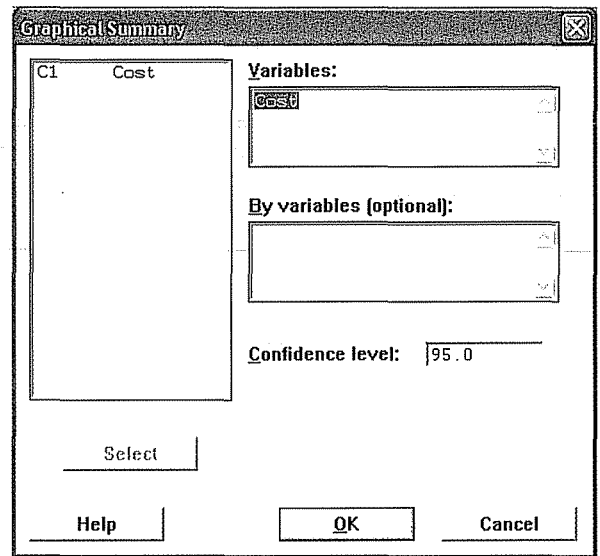 Graphical Summary
C1 Cost
Variables:
Cost
By variables (optional):
Confidence level: 95.0
Select
Help
OK
Cancel